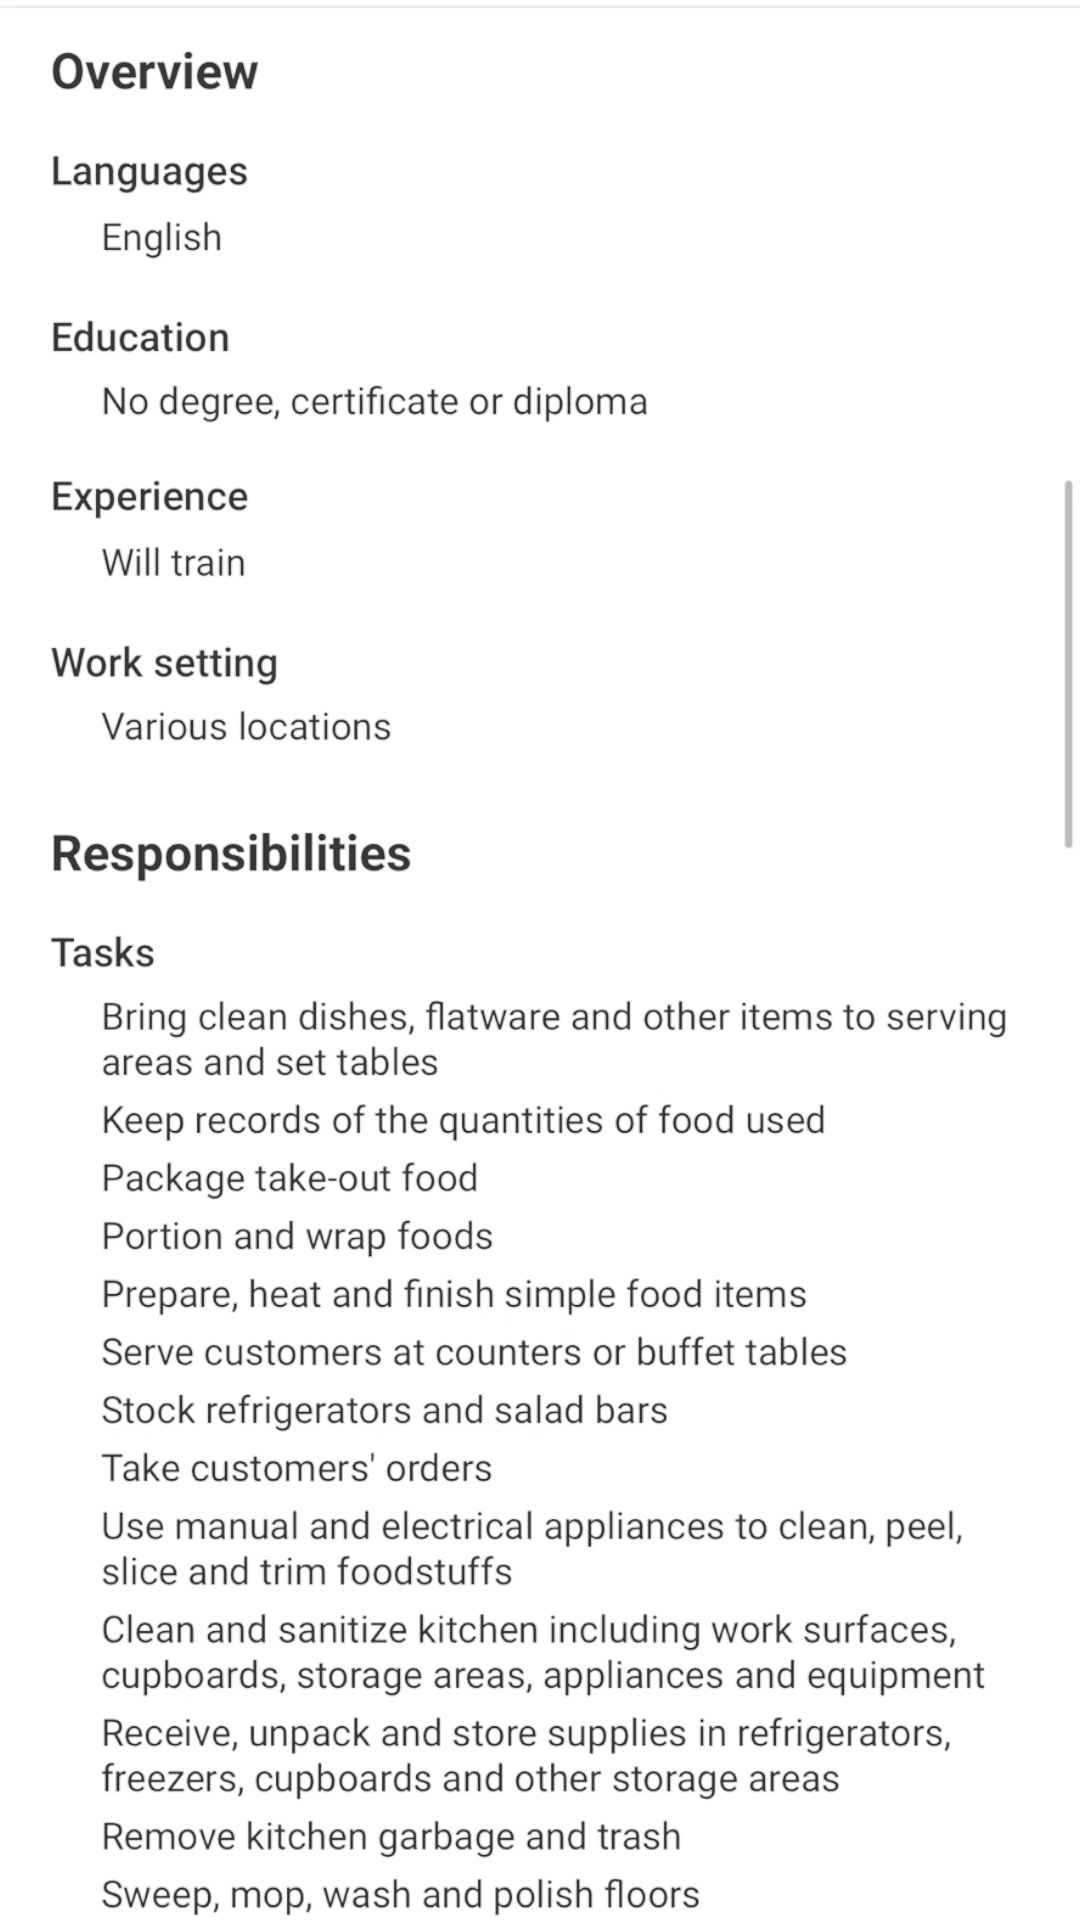 Overview
Languages
English
Education
No degree, certificate or diploma
Experience
Will train
Work setting
Various locations
Responsibilities
Tasks
Bring clean dishes, flatware and other items to serving
areas and set tables
Keep records of the quantities of food used
Package take-out food
Portion and wrap foods
Prepare, heat and finish simple food items
Serve customers at counters or buffet tables
Stock refrigerators and salad bars
Take customers' orders
Use manual and electrical appliances to clean, peel,
slice and trim foodstuffs
Clean and sanitize kitchen including work surfaces,
cupboards, storage areas, appliances and equipment
Receive, unpack and store supplies in refrigerators,
freezers, cupboards and other storage areas
Remove kitchen garbage and trash
Sweep, mop, wash and polish floors